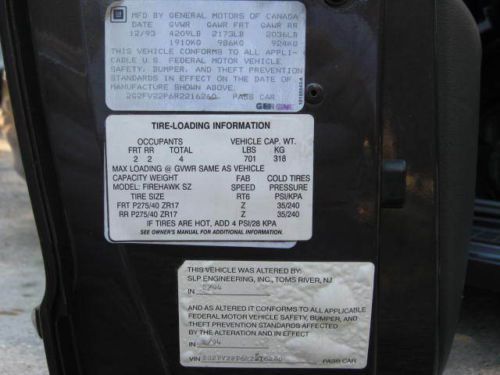 GM
MFD BY GENERAL MOTORS OF CANADA
DATE GVWR GAWR FRT GAWR RR
12/93 4209LB 2173LB 2036LB
1910KG 986KG 924KG
THIS VEHICLE CONFORMS TO ALL APPLI-
CABLE U.S. FEDERAL MOTOR VEHICLE
SAFETY, BUMPER, AND THEFT PREVENTION
STANDARDS IN EFFECT ON THE DATE OF
MANUFACTURE SHOWN ABOVE.
2G2FV22P6R2216260 PASS CAR
TIRE-LOADING INFORMATION
OCCUPANTS VEHICLE CAP. WT.
FRT RR TOTAL LBS KG
2 2 4 701 318
MAX LOADING @ GVWR SAME AS VEHICLE
CAPACITY WEIGHT FAB COLD TIRES
MODEL: FIREHAWK SZ SPEED PRESSURE
TIRE SIZE RT6 PSI/KPA
FRT P275/40 ZR17 Z 35/240
RR P275/40 ZR17 Z 35/240
IF TIRES ARE HOT, ADD 4 PSI/28 KPA
SEE OWNER'S MANUAL FOR ADDITIONAL INFORMATION.
THIS VEHICLE WAS ALTERED BY:
SLP ENGINEERING, INC., TOMS RIVER, NJ
IN 2/94
AND AS ALTERED IT CONFORMS TO ALL APPLICABLE
FEDERAL MOTOR VEHICLE SAFETY, BUMPER, AND
THEFT PREVENTION STANDARDS AFFECTED
BY THE ALTERATION AND IN EFFECT
IN 2/94
VIN 2G2FV22P6R2216260 PASS CAR